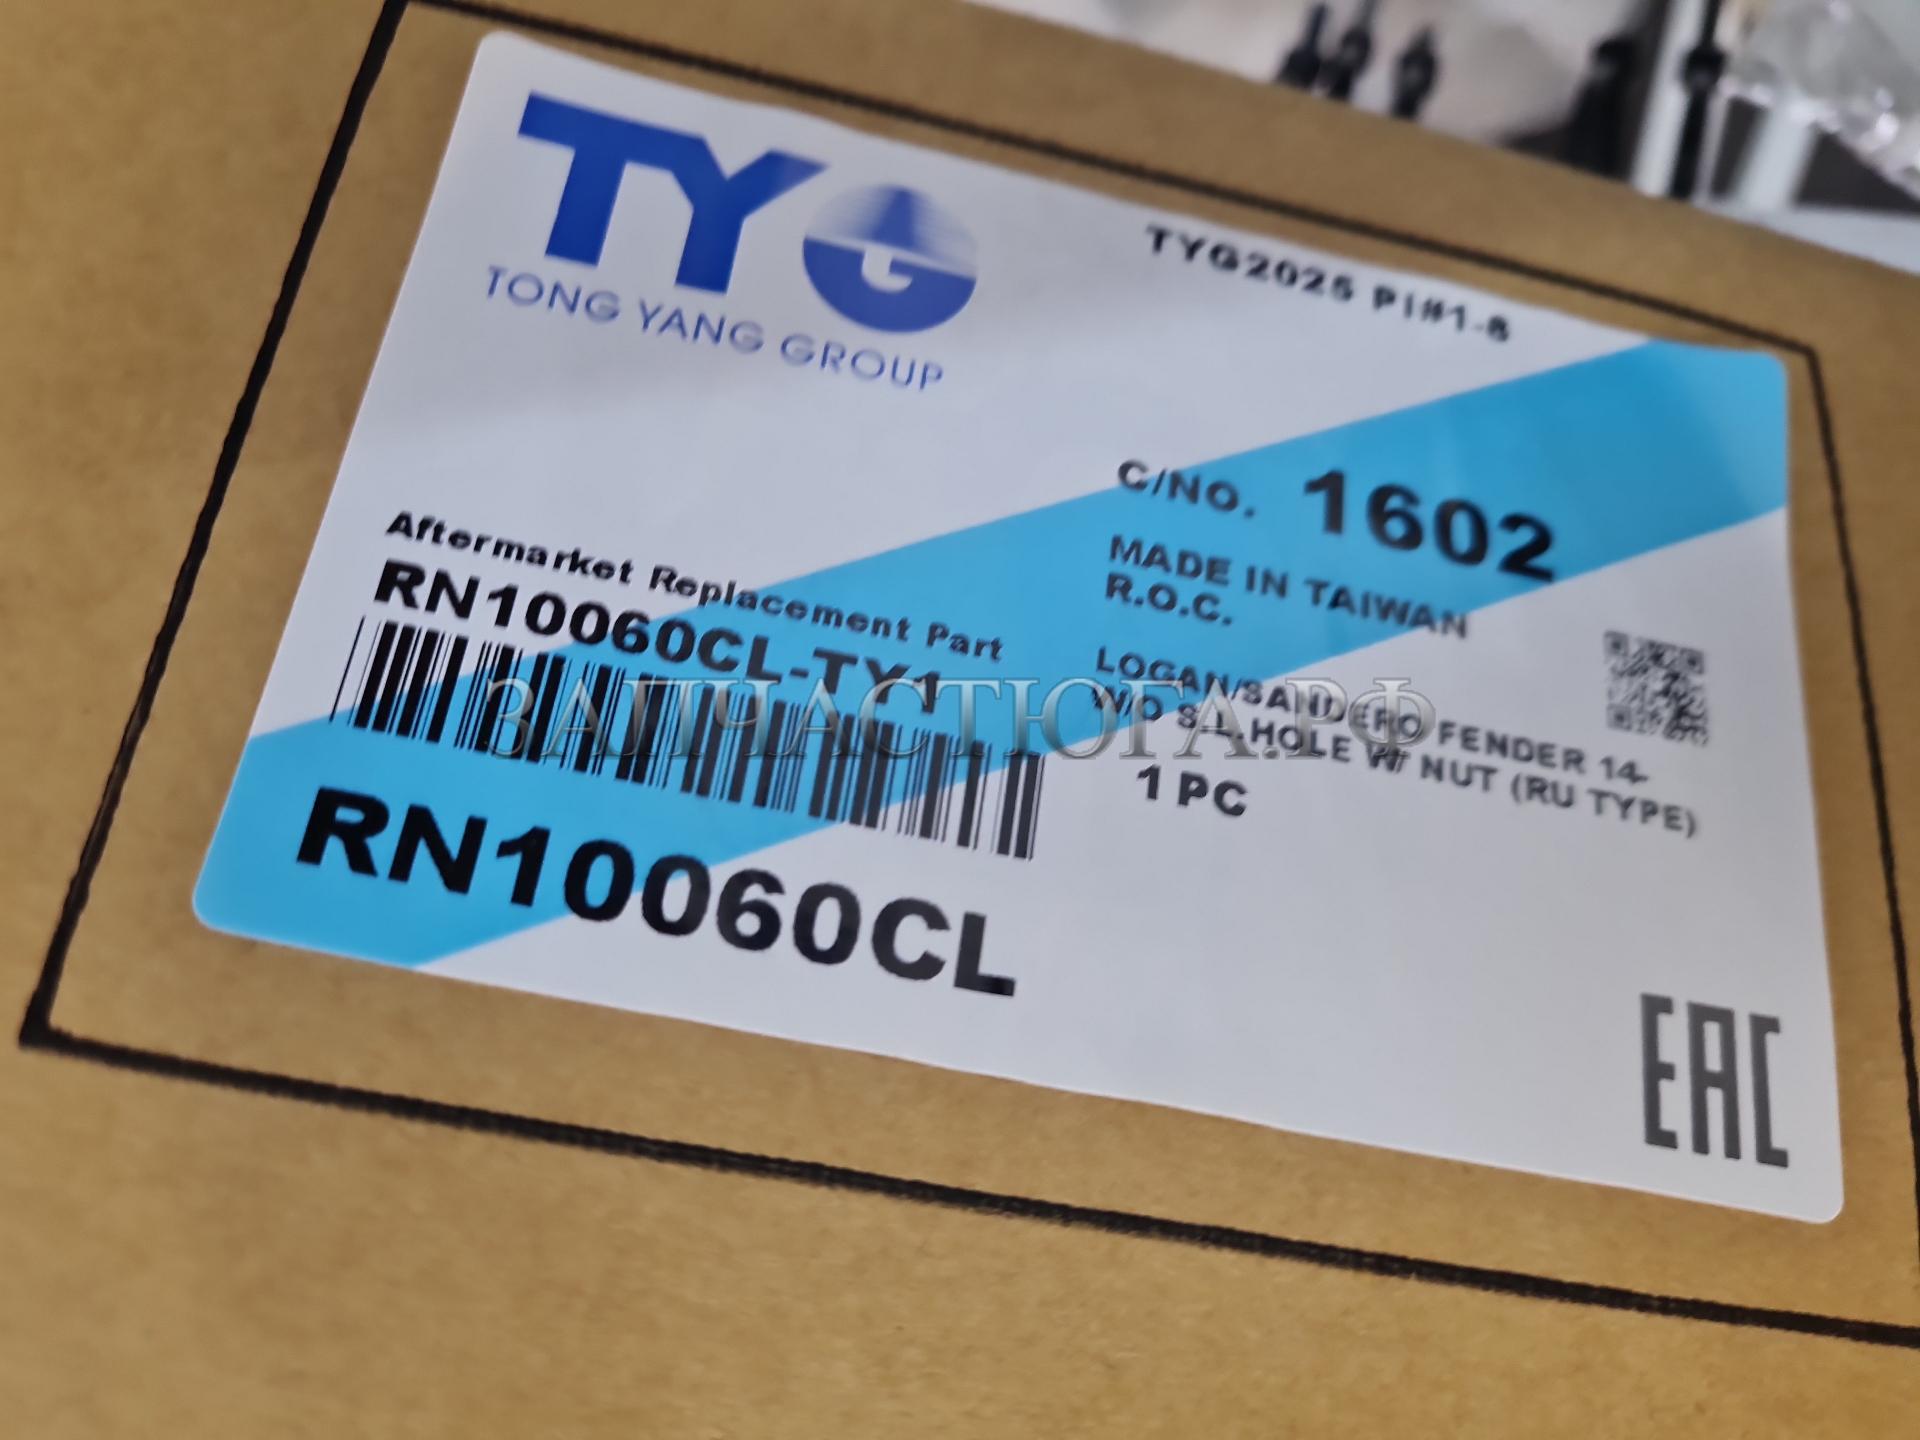 TYG
TONG YANG GROUP
TYG2025 PI#1-8
C/NO. 1602
MADE IN TAIWAN
R.O.C.
Aftermarket Replacement Part
RN10060CL-TY1
LOGAN/SANDERO FENDER 14-
W/O S.L.HOLE W/ NUT (RU TYPE)
1 PC
ЗАПЧАСТЮГА.РФ
RN10060CL
EAC